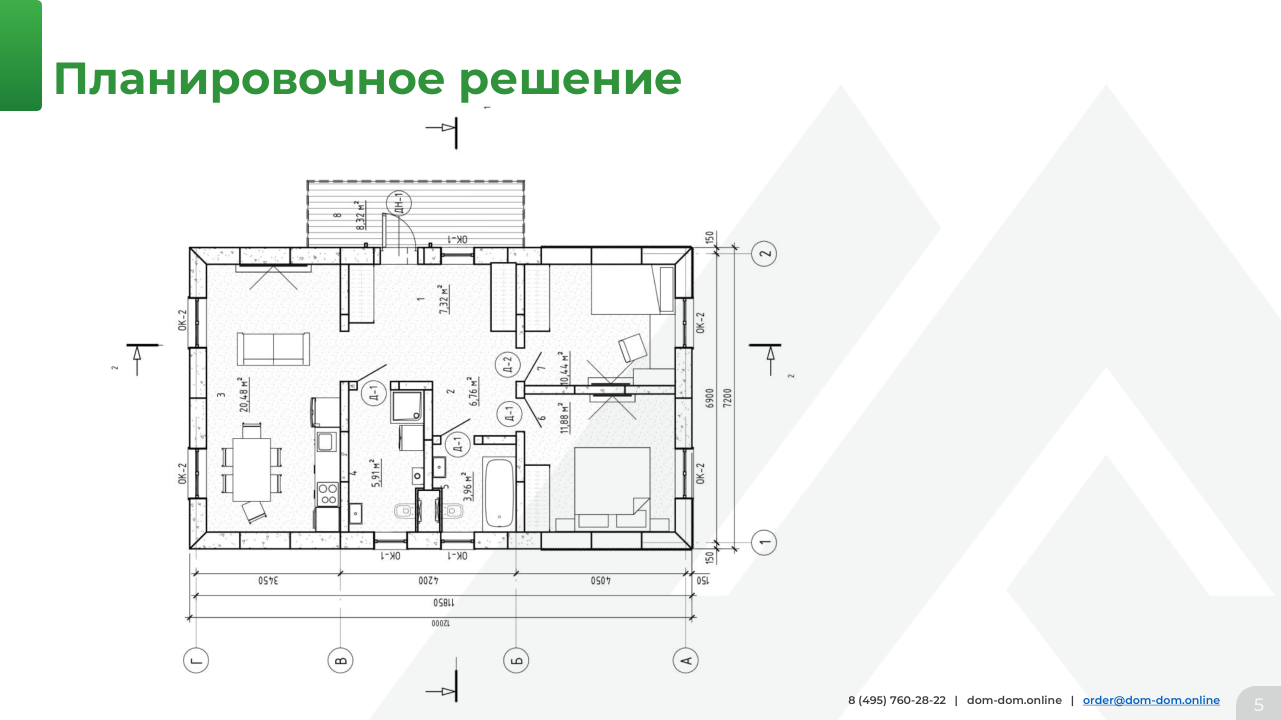 Планировочное решение
1
8
8,32 м²
ДН-1
ОК-1
150
2
1
7,32 м²
ОК-2
ОК-2
2
2
Д-2
7
10,44 м²
3
20,48 м²
Д-1
2
6,76 м²
6900
7200
Д-1
6
11,88 м²
Д-1
ОК-2
4
5,91 м²
5
3,96 м²
ОК-2
1
150
ОК-1
ОК-1
3450
4200
4050
150
11850
12000
Г
В
Б
А
8 (495) 760-28-22 | dom-dom.online | order@dom-dom.online
5